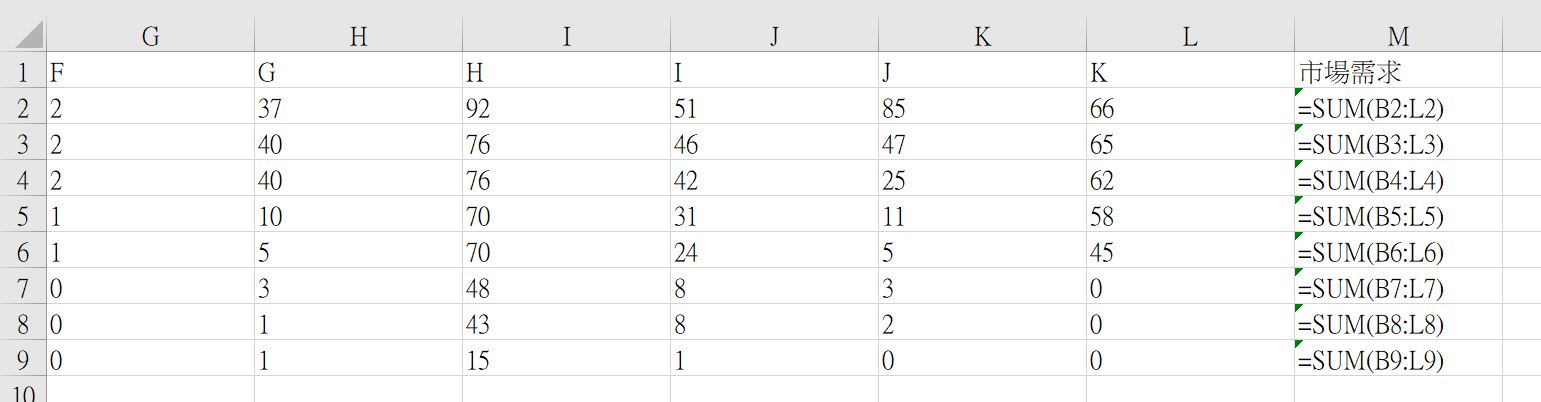 G H I J K L M
1 F G H I J K 市場需求
2 2 37 92 51 85 66 =SUM(B2:L2)
3 2 40 76 46 47 65 =SUM(B3:L3)
4 2 40 76 42 25 62 =SUM(B4:L4)
5 1 10 70 31 11 58 =SUM(B5:L5)
6 1 5 70 24 5 45 =SUM(B6:L6)
7 0 3 48 8 3 0 =SUM(B7:L7)
8 0 1 43 8 2 0 =SUM(B8:L8)
9 0 1 15 1 0 0 =SUM(B9:L9)
10